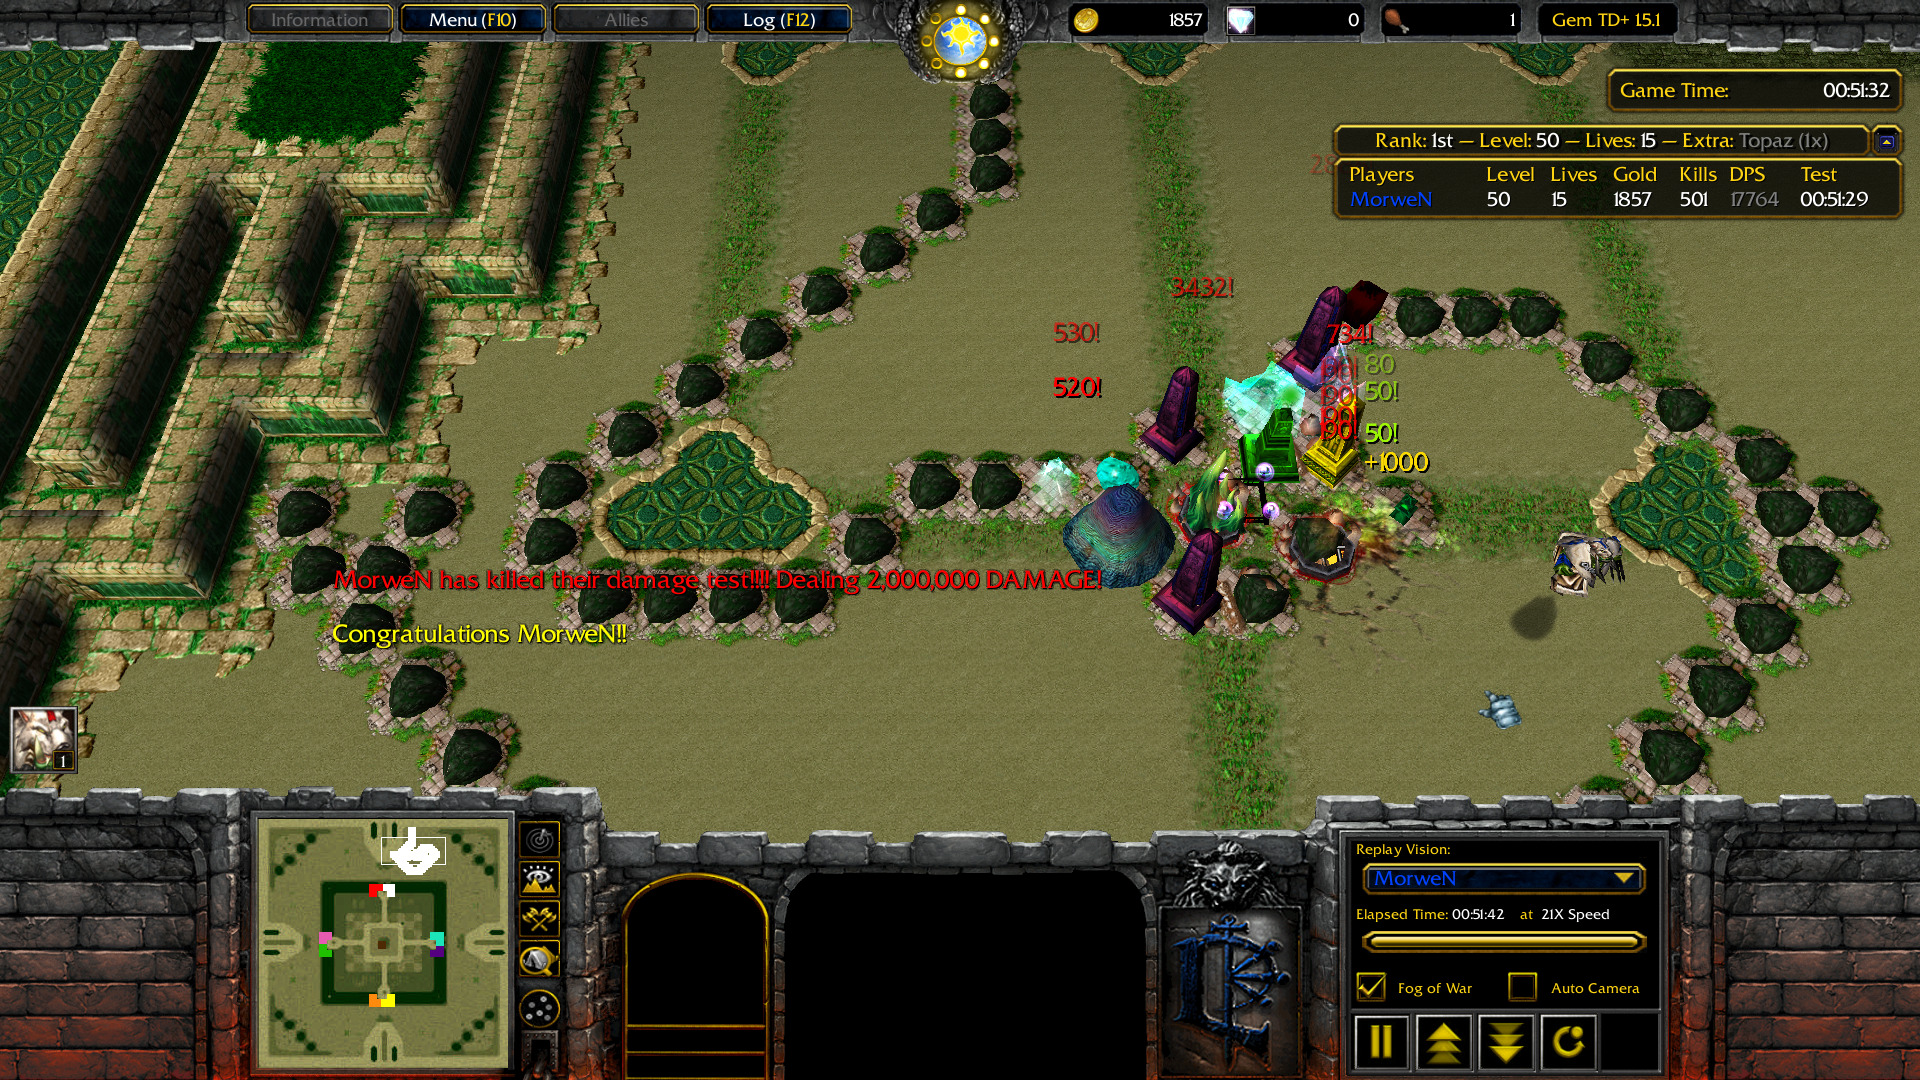 Information
Menu (F10)
Allies
Log (F12)
1857
0
1
Gem TD+ 15.1
Game Time: 00:51:32
Rank: 1st — Level: 50 — Lives: 15 — Extra: Topaz (1x)
Players Level Lives Gold Kills DPS Test
MorweN 50 15 1857 501 17764 00:51:29
3432!
530!
734!
80
520!
50!
50!
+1000
MorweN has killed their damage test!!!! Dealing 2,000,000 DAMAGE!
Congratulations MorweN!!
1
Replay Vision:
MorweN
Elapsed Time: 00:51:42 at 21X Speed
Fog of War
Auto Camera